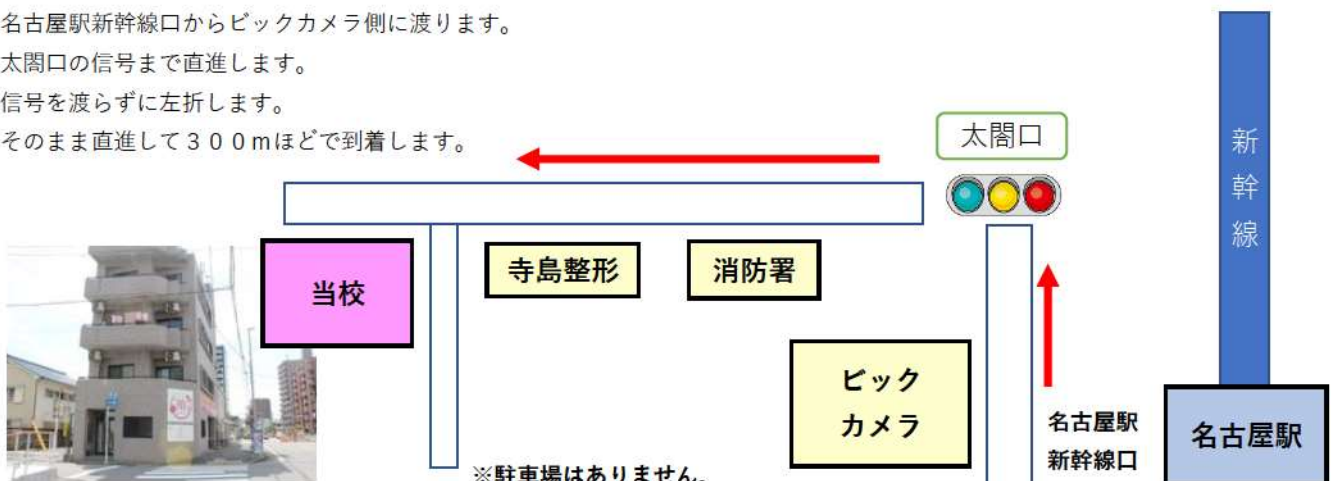 名古屋駅新幹線口からビックカメラ側に渡ります。
太閤口の信号まで直進します。
信号を渡らずに左折します。
そのまま直進して３００ｍほどで到着します。
太閤口
新幹線
当校
寺島整形
消防署
ビック
カメラ
名古屋駅
新幹線口
名古屋駅
※駐車場はありません。